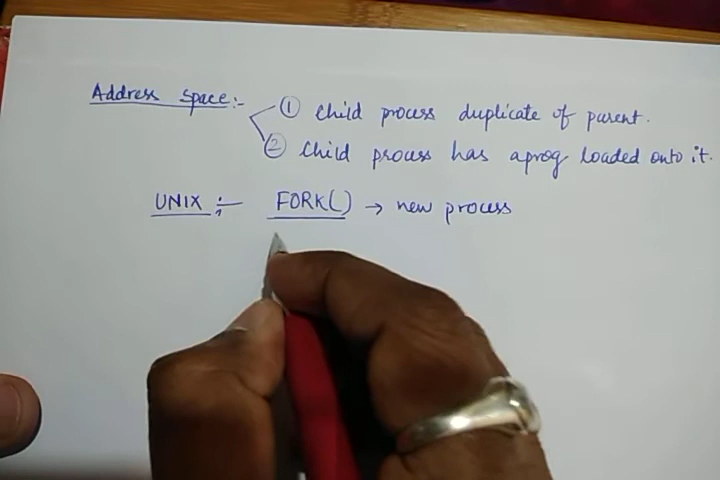 Address space:- ① Child process duplicate of parent.
② Child process has a prog loaded onto it.
UNIX :- FORK() → new process